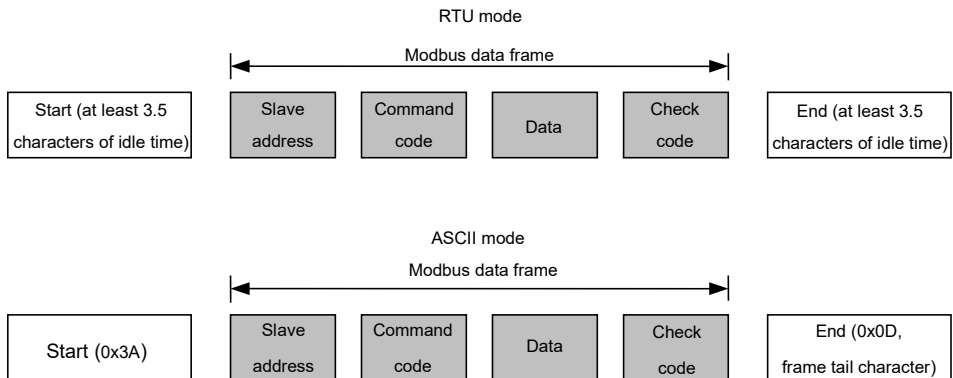 RTU mode
Modbus data frame
Start (at least 3.5
characters of idle time)
Slave
address
Command
code
Data
Check
code
End (at least 3.5
characters of idle time)
ASCII mode
Modbus data frame
Start (0x3A)
Slave
address
Command
code
Data
Check
code
End (0x0D,
frame tail character)